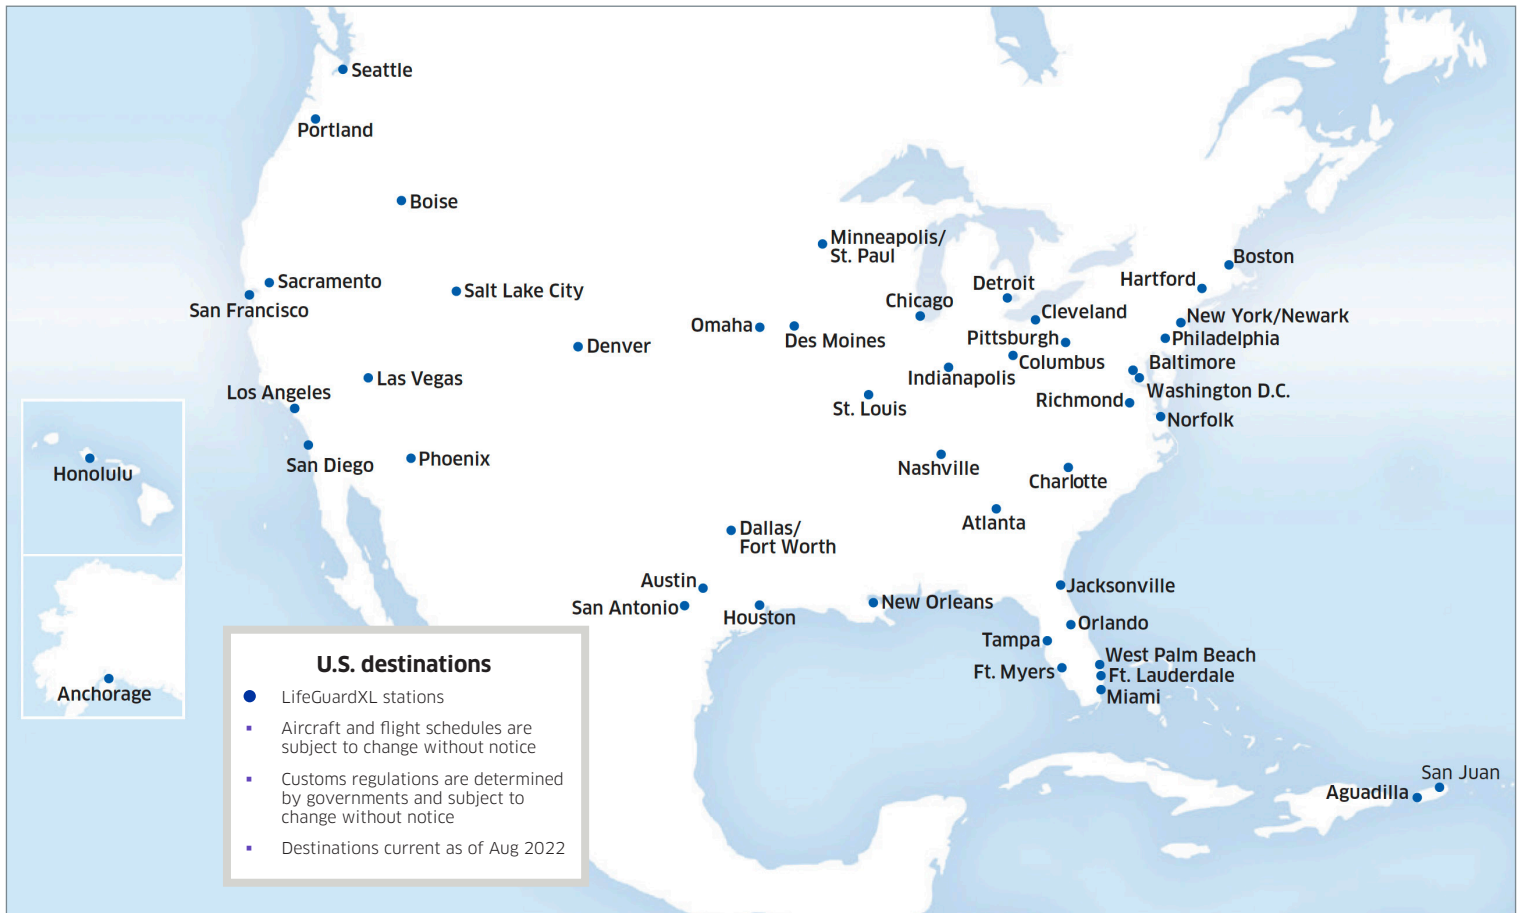 Seattle
Portland
Boise
Minneapolis/
St. Paul
Boston
Sacramento
Salt Lake City
Hartford
Detroit
San Francisco
Chicago
Cleveland
New York/Newark
Omaha
Des Moines
Pittsburgh
Philadelphia
Denver
Columbus
Baltimore
Las Vegas
Indianapolis
Washington D.C.
Los Angeles
Richmond
St. Louis
Norfolk
San Diego
Phoenix
Honolulu
Nashville
Charlotte
Atlanta
Dallas/
Fort Worth
Austin
Jacksonville
San Antonio
Houston
New Orleans
Orlando
Tampa
West Palm Beach
Ft. Myers
Ft. Lauderdale
Miami
Anchorage
San Juan
Aguadilla
U.S. destinations
LifeGuardXL stations
Aircraft and flight schedules are
subject to change without notice
Customs regulations are determined
by governments and subject to
change without notice
Destinations current as of Aug 2022